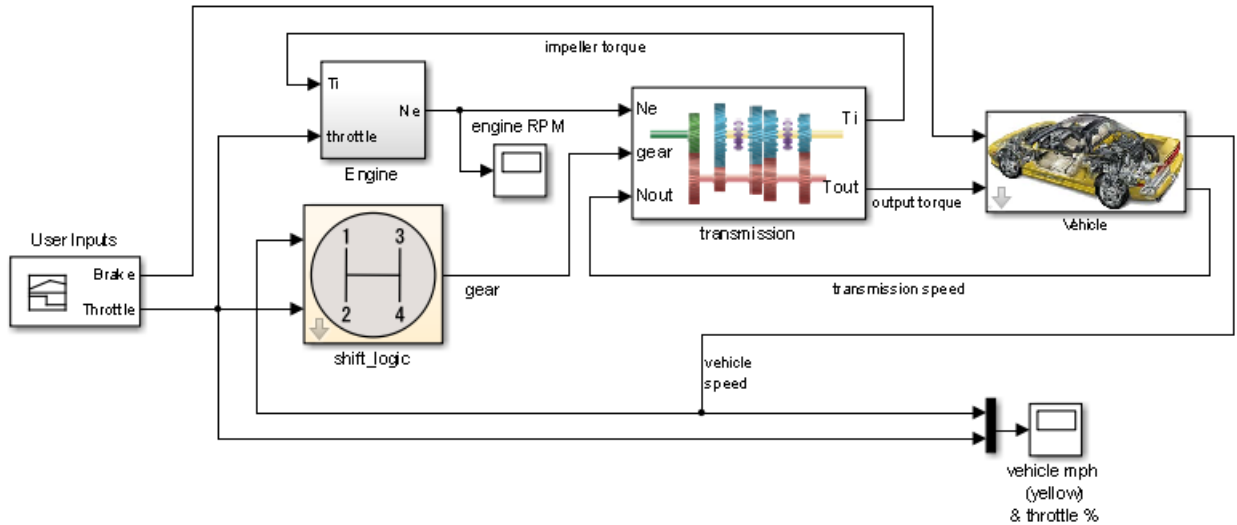 impeller torque
Ti
Ne
throttle
Engine
engine RPM
Ne
gear
Nout
Ti
Tout
transmission
output torque
Vehicle
User Inputs
Brake
Throttle
1 3
2 4
shift_logic
gear
transmission speed
vehicle
speed
vehicle mph
(yellow)
& throttle %